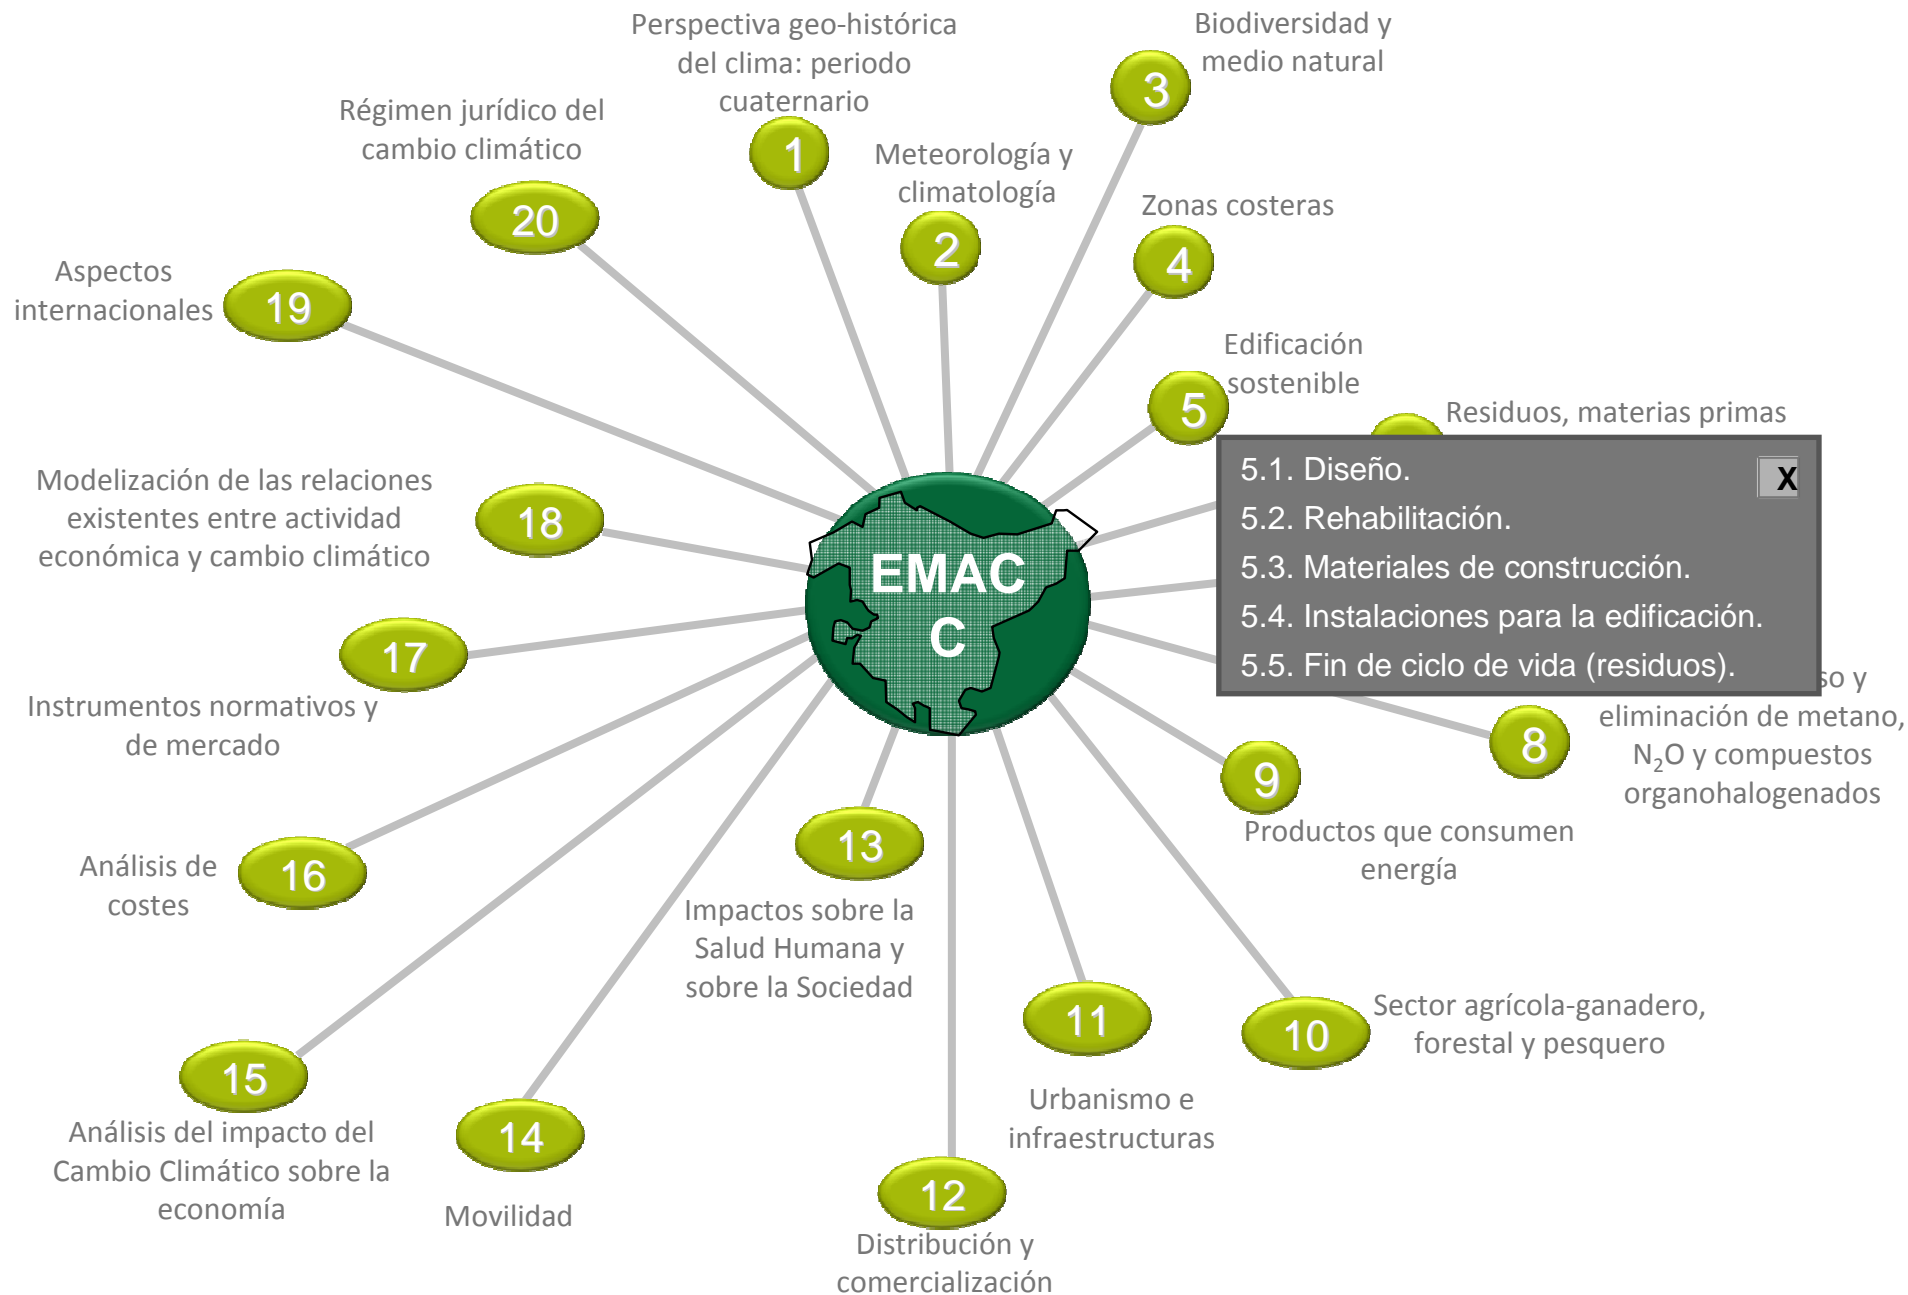 Perspectiva geo-histórica
del clima: periodo
cuaternario
1
Meteorología y
climatología
2
Biodiversidad y
medio natural
3
Zonas costeras
4
Edificación
sostenible
5
Residuos, materias primas
5.1. Diseño.
X
5.2. Rehabilitación.
5.3. Materiales de construcción.
5.4. Instalaciones para la edificación.
5.5. Fin de ciclo de vida (residuos).
y
eliminación de metano,
N₂O y compuestos
organohalogenados
8
9
Productos que consumen
energía
10
Sector agrícola-ganadero,
forestal y pesquero
11
Urbanismo e
infraestructuras
12
Distribución y
comercialización
13
Impactos sobre la
Salud Humana y
sobre la Sociedad
14
Movilidad
15
Análisis del impacto del
Cambio Climático sobre la
economía
16
Análisis de
costes
17
Instrumentos normativos y
de mercado
18
Modelización de las relaciones
existentes entre actividad
económica y cambio climático
19
Aspectos
internacionales
20
Régimen jurídico del
cambio climático
EMAC
C